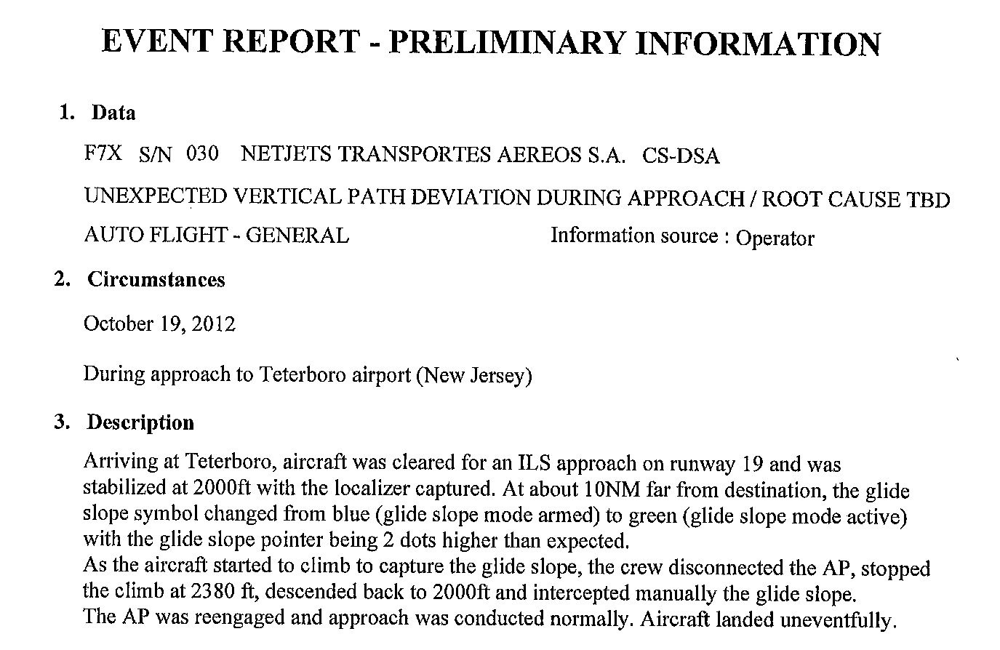 EVENT REPORT - PRELIMINARY INFORMATION
1. Data
F7X S/N 030 NETJETS TRANSPORTES AEREOS S.A. CS-DSA
UNEXPECTED VERTICAL PATH DEVIATION DURING APPROACH / ROOT CAUSE TBD
AUTO FLIGHT - GENERAL Information source : Operator
2. Circumstances
October 19, 2012
During approach to Teterboro airport (New Jersey)
3. Description
Arriving at Teterboro, aircraft was cleared for an ILS approach on runway 19 and was
stabilized at 2000ft with the localizer captured. At about 10NM far from destination, the glide
slope symbol changed from blue (glide slope mode armed) to green (glide slope mode active)
with the glide slope pointer being 2 dots higher than expected.
As the aircraft started to climb to capture the glide slope, the crew disconnected the AP, stopped
the climb at 2380 ft, descended back to 2000ft and intercepted manually the glide slope.
The AP was reengaged and approach was conducted normally. Aircraft landed uneventfully.